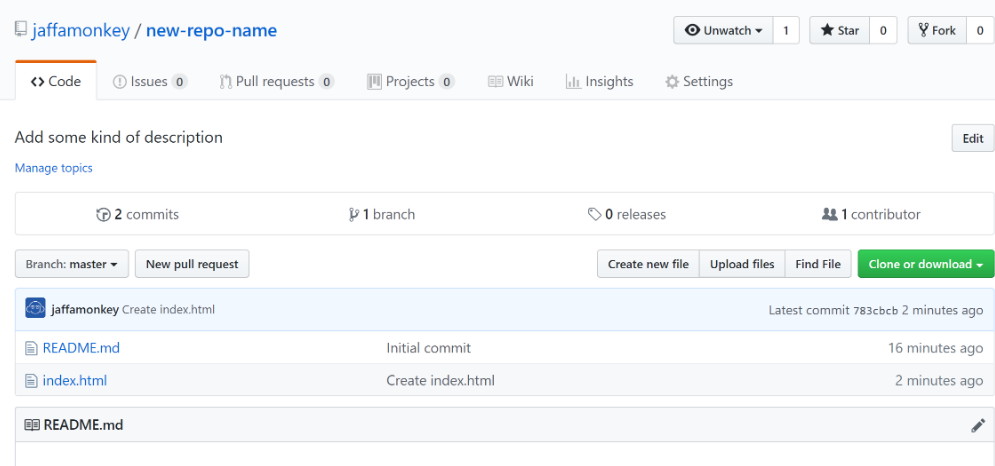 jaffamonkey / new-repo-name Unwatch 1 Star 0 Fork 0
Code Issues 0 Pull requests 0 Projects 0 Wiki Insights Settings
Add some kind of description Edit
Manage topics
2 commits 1 branch 0 releases 1 contributor
Branch: master New pull request Create new file Upload files Find File Clone or download
jaffamonkey Create index.html Latest commit 783cbcb 2 minutes ago
README.md Initial commit 16 minutes ago
index.html Create index.html 2 minutes ago
README.md